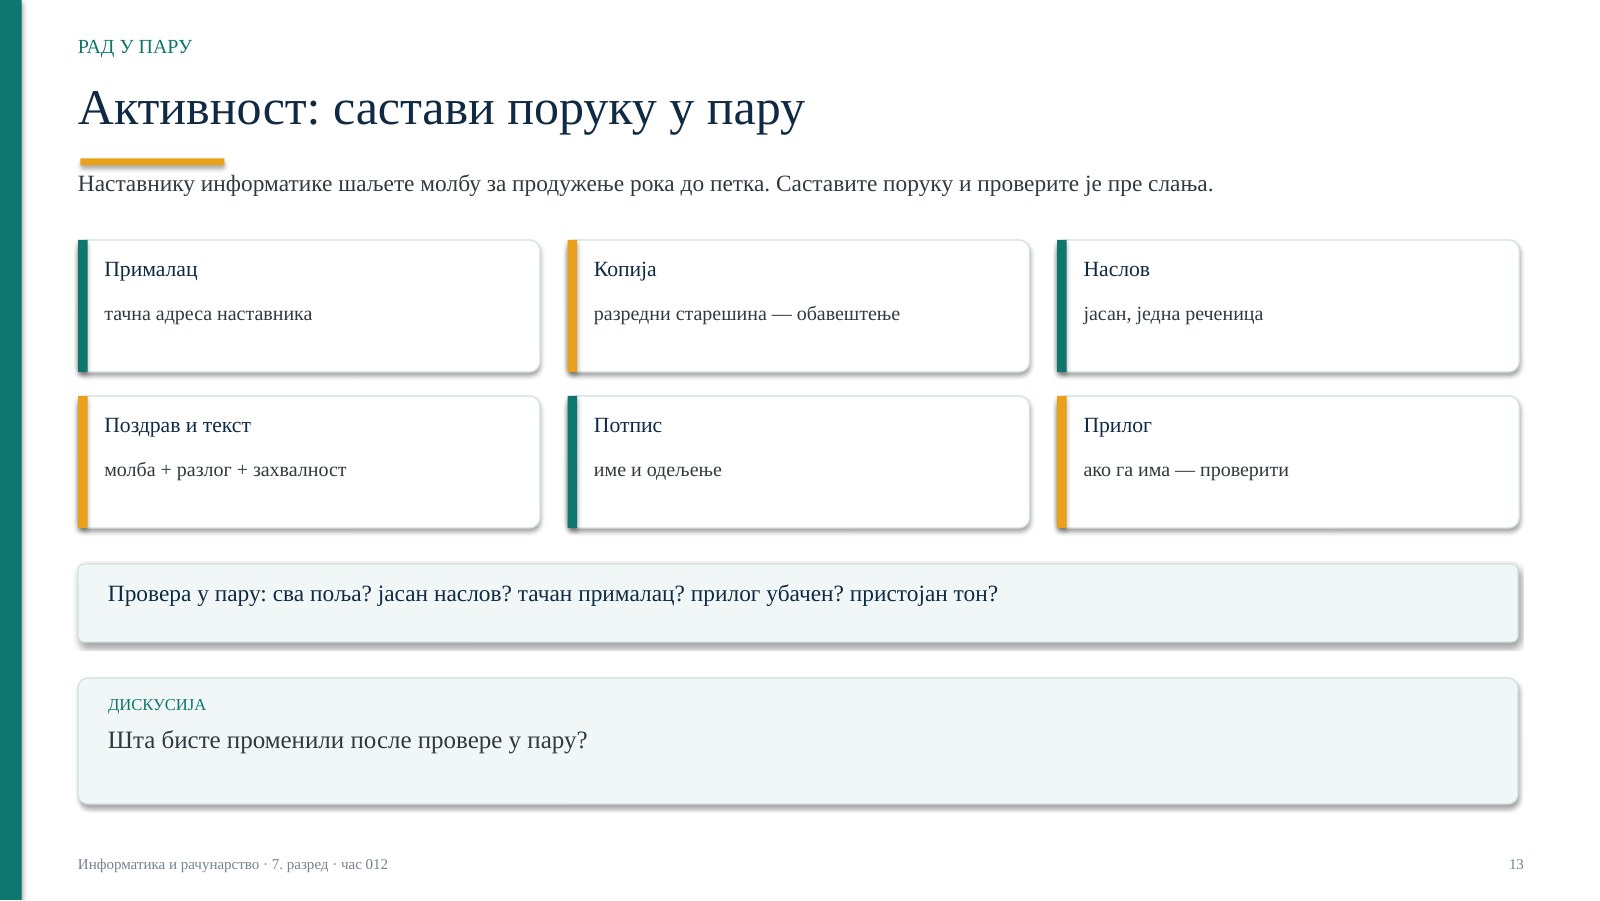 РАД У ПАРУ
Активност: састави поруку у пару
Наставнику информатике шаљете молбу за продужење рока до петка. Саставите поруку и проверите је пре слања.
Прималац
тачна адреса наставника
Копија
разредни старешина — обавештење
Наслов
јасан, једна реченица
Поздрав и текст
молба + разлог + захвалност
Потпис
име и одељење
Прилог
ако га има — проверити
Провера у пару: сва поља? јасан наслов? тачан прималац? прилог убачен? пристојан тон?
ДИСКУСИЈА
Шта бисте променили после провере у пару?
Информатика и рачунарство · 7. разред · час 012
13